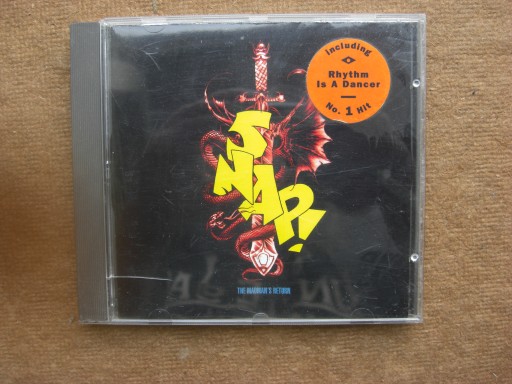 including
Rhythm
Is A Dancer
No. 1 Hit
SNAP!
THE MADMAN'S RETURN